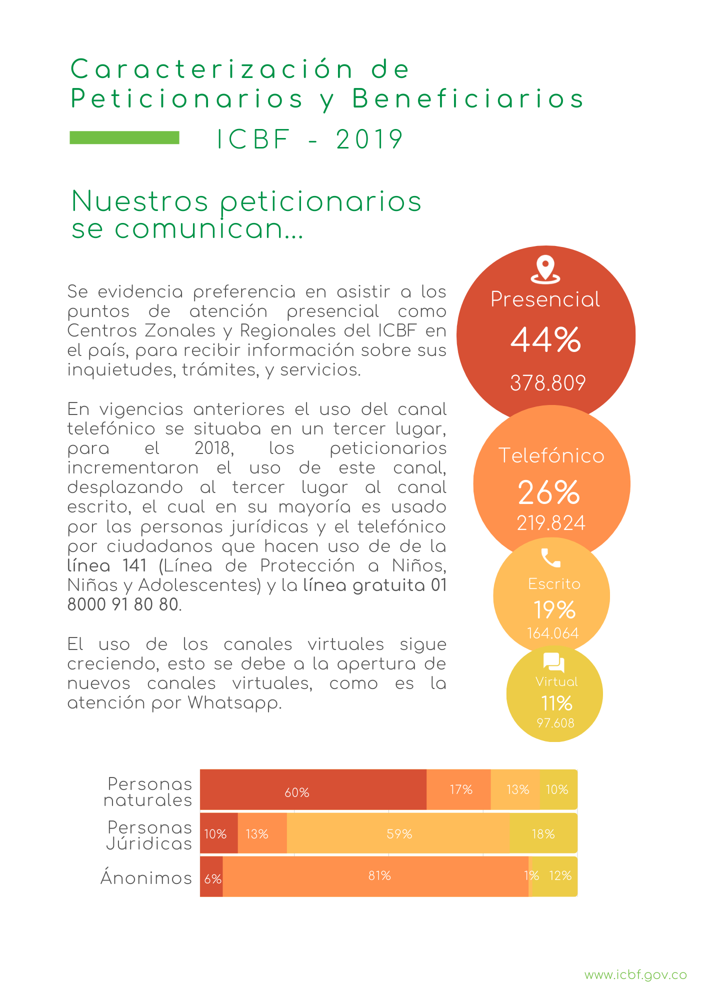 Caracterización de
Peticionarios y Beneficiarios
ICBF - 2019
Nuestros peticionarios
se comunican...
Se evidencia preferencia en asistir a los
puntos de atención presencial como
Centros Zonales y Regionales del ICBF en
el país, para recibir información sobre sus
inquietudes, trámites, y servicios.
En vigencias anteriores el uso del canal
telefónico se situaba en un tercer lugar,
para el 2018, los peticionarios
incrementaron el uso de este canal,
desplazando al tercer lugar al canal
escrito, el cual en su mayoría es usado
por las personas jurídicas y el telefónico
por ciudadanos que hacen uso de de la
línea 141 (Línea de Protección a Niños,
Niñas y Adolescentes) y la línea gratuita 01
8000 91 80 80.
El uso de los canales virtuales sigue
creciendo, esto se debe a la apertura de
nuevos canales virtuales, como es la
atención por Whatsapp.
Presencial
44%
378.809
Telefónico
26%
219.824
Escrito
19%
164.064
Virtual
11%
97.608
Personas
naturales
60% 17% 13% 10%
Personas
Júridicas
10% 13% 59% 18%
Ánonimos
6% 81% 1% 12%
www.icbf.gov.co